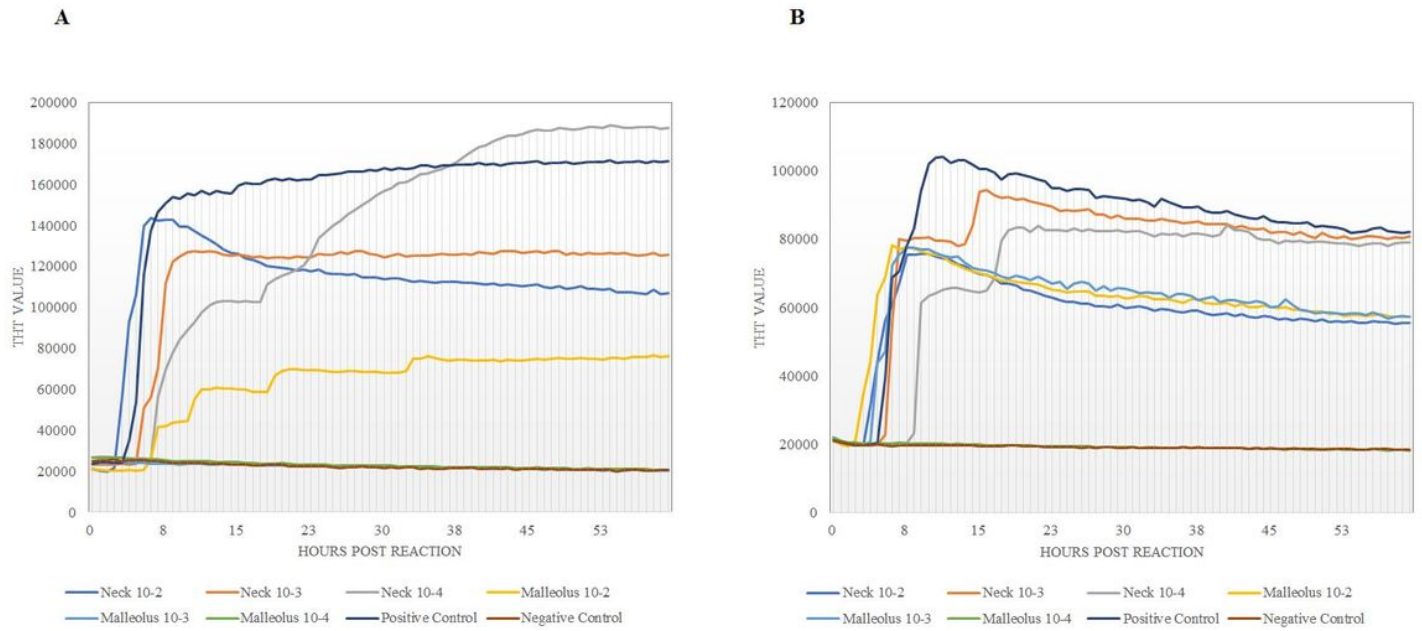 A
B
200000
180000
160000
140000
120000
100000
80000
60000
40000
20000
0
THT VALUE
0 8 15 23 30 38 45 53
HOURS POST REACTION
Neck 10-2 Neck 10-3 Neck 10-4 Malleolus 10-2
Malleolus 10-3 Malleolus 10-4 Positive Control Negative Control
120000
100000
80000
60000
40000
20000
0
THT VALUE
0 8 15 23 30 38 45 53
HOURS POST REACTION
Neck 10-2 Neck 10-3 Neck 10-4 Malleolus 10-2
Malleolus 10-3 Malleolus 10-4 Positive Control Negative Control